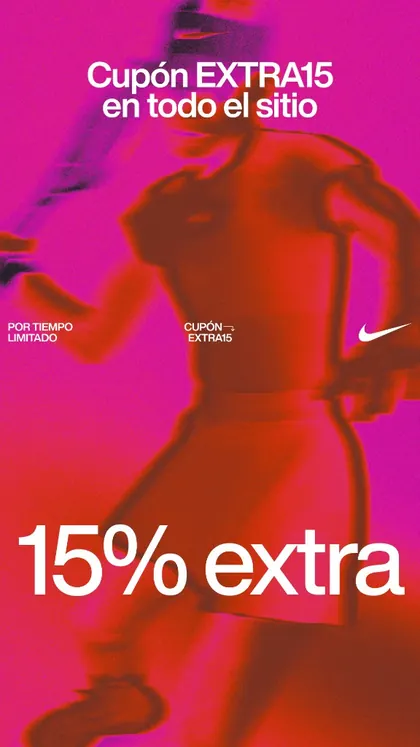 Cupón EXTRA15
en todo el sitio
POR TIEMPO
LIMITADO
CUPÓN
EXTRA15
15% extra